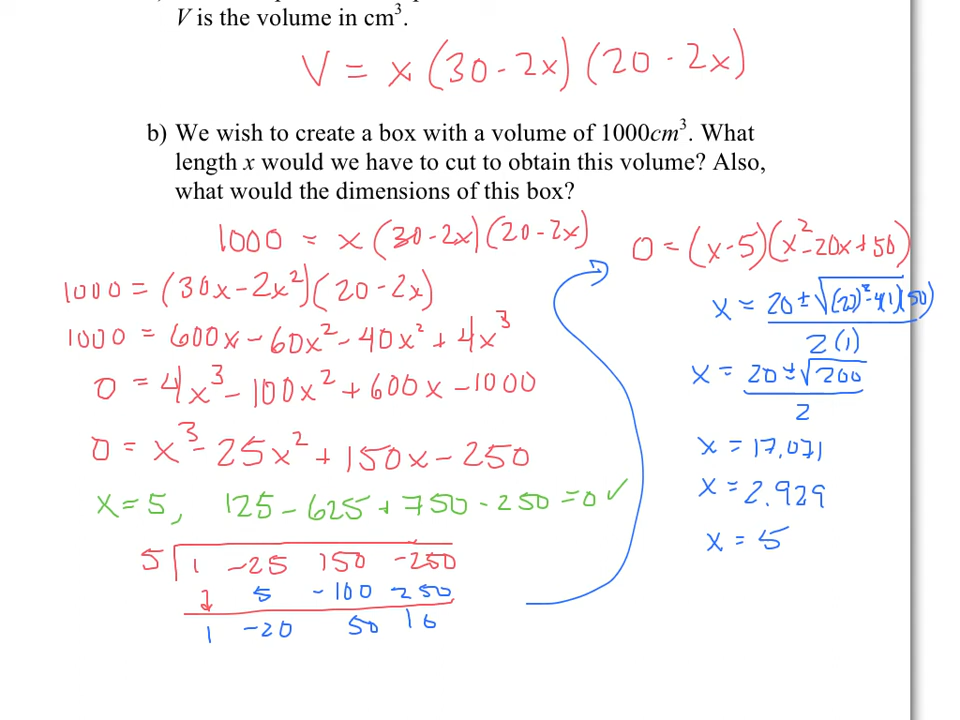 V is the volume in cm³.
V = x (30 - 2x) (20 - 2x)
b) We wish to create a box with a volume of 1000cm³. What
length x would we have to cut to obtain this volume? Also,
what would the dimensions of this box?
1000 = x (30 - 2x) (20 - 2x)
1000 = (30x - 2x²) (20 - 2x)
1000 = 600x - 60x² - 40x² + 4x³
0 = 4x³ - 100x² + 600x - 1000
0 = x³ - 25x² + 150x - 250
x = 5, 125 - 625 + 750 - 250 = 0 ✓
5 1 -25 150 -250
↓ 5 -100 250
1 -20 50 10
0 = (x - 5) (x² - 20x + 50)
x = 20 ± √(20)² - 4(1)(50)
2(1)
x = 20 ± √200
2
x = 17.071
x = 2.929
x = 5